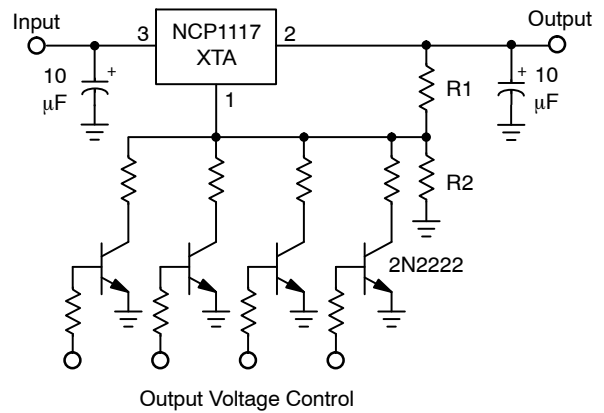 Input
Output
3
NCP1117
XTA
2
1
10
μF
+
R1
+
10
μF
R2
2N2222
Output Voltage Control